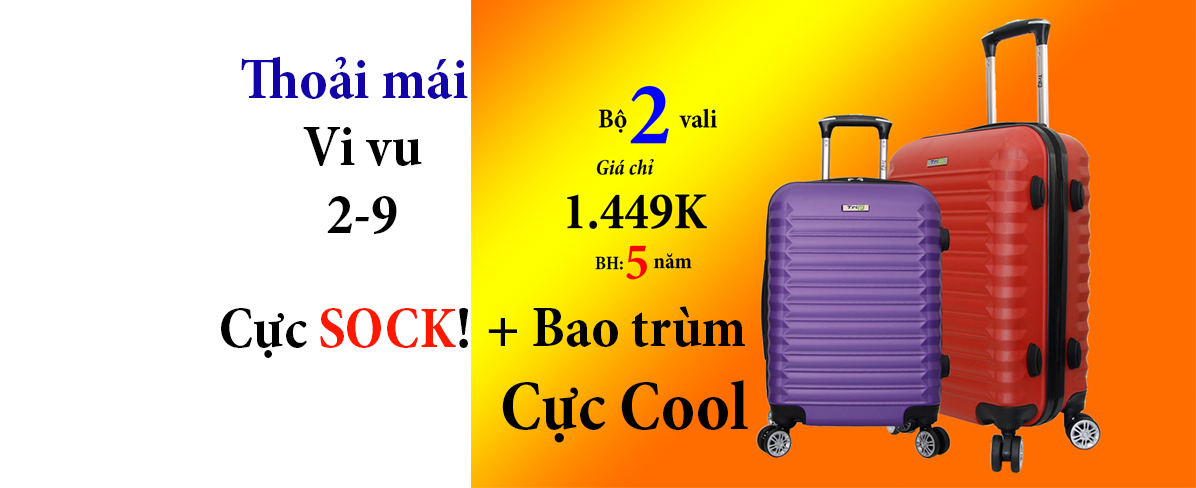 Thoải mái
Vi vu
2-9
Cực SOCK!
Bộ 2 vali
Giá chỉ
1.449K
BH: 5 năm
+ Bao trùm
Cực Cool
TriQ